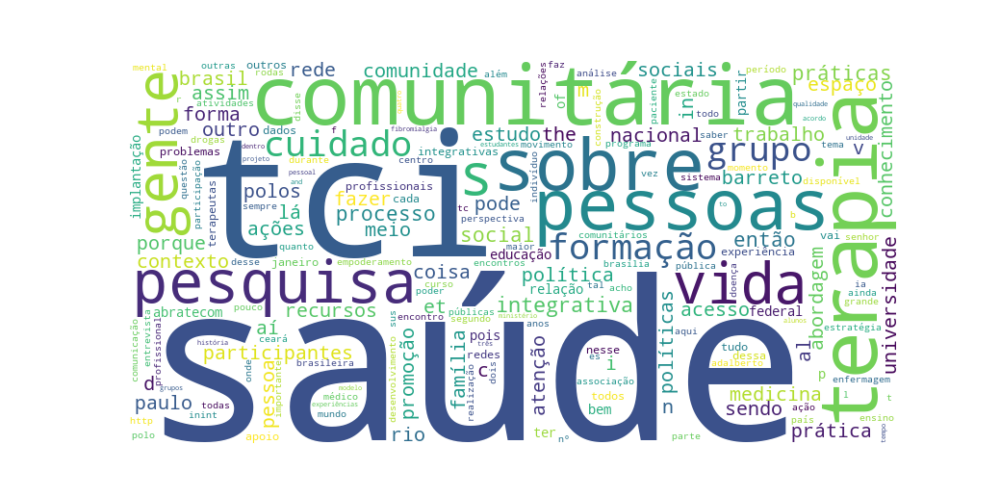 mental
outras
outros
rede
comunidade
sociais
práticas
brasil
rodas
faz
além
análise
período
assim
atividades
disse
comunitária
relações
of
m
in
estado
todo
espaço
partir
qualidade
acordo
forma
outro
dados
f
fibromialgia
estudo
the
nacional
saber
trabalho
v
podem
drogas
dentro
cuidado
integrativas
estudantes
movimento
programa
tema
unidade
problemas
projeto
durante
centro
s
sobre
grupo
conhecimentos
implantação
gente
questão
participação
terapeutas
polos
pessoal
and
tci
profissionais
indivíduo
vez
sistema
momento
barreto
disponível
sempre
fazer
cada
tc
pode
perspectiva
pessoas
to
b
lá
processo
ações
meio
social
comunitários
vai
senhor
porque
quanto
desse
maior
educação
formação
então
experiência
terapia
contexto
janeiro
empoderamento
encontros
brasília
pública
doença
ia
ainda
grande
pesquisa
coisa
política
vida
curso
poder
relação
tal
acho
abordagem
universidade
pouco
abratecom
recursos
et
integrativa
acesso
federal
estratégia
comunicação
entrevista
profissional
aí
ceará
encontro
públicas
segundo
ministério
políticas
aqui
alunos
história
sus
pois
anos
tudo
al
participantes
promoção
família
redes
três
nesse
dessa
adalberto
brasileira
desenvolvimento
realização
c
dois
atenção
es
i
enfermagem
d
grupos
onde
pessoa
importante
médico
modelo
experiências
saúde
associação
todos
medicina
p
l
t
paulo
todas
inint
mundo
bem
n
sendo
ação
país
ensino
http
polo
apoio
rio
ter
nº
parte
prática
tempo
construção
paciente
r